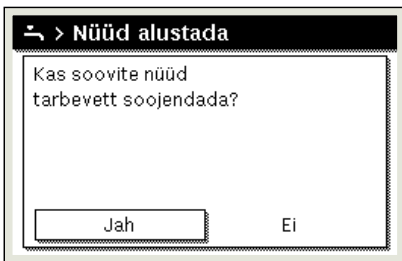 > Nüüd alustada
Kas soovite nüüd
tarbevett soojendada?
Jah Ei